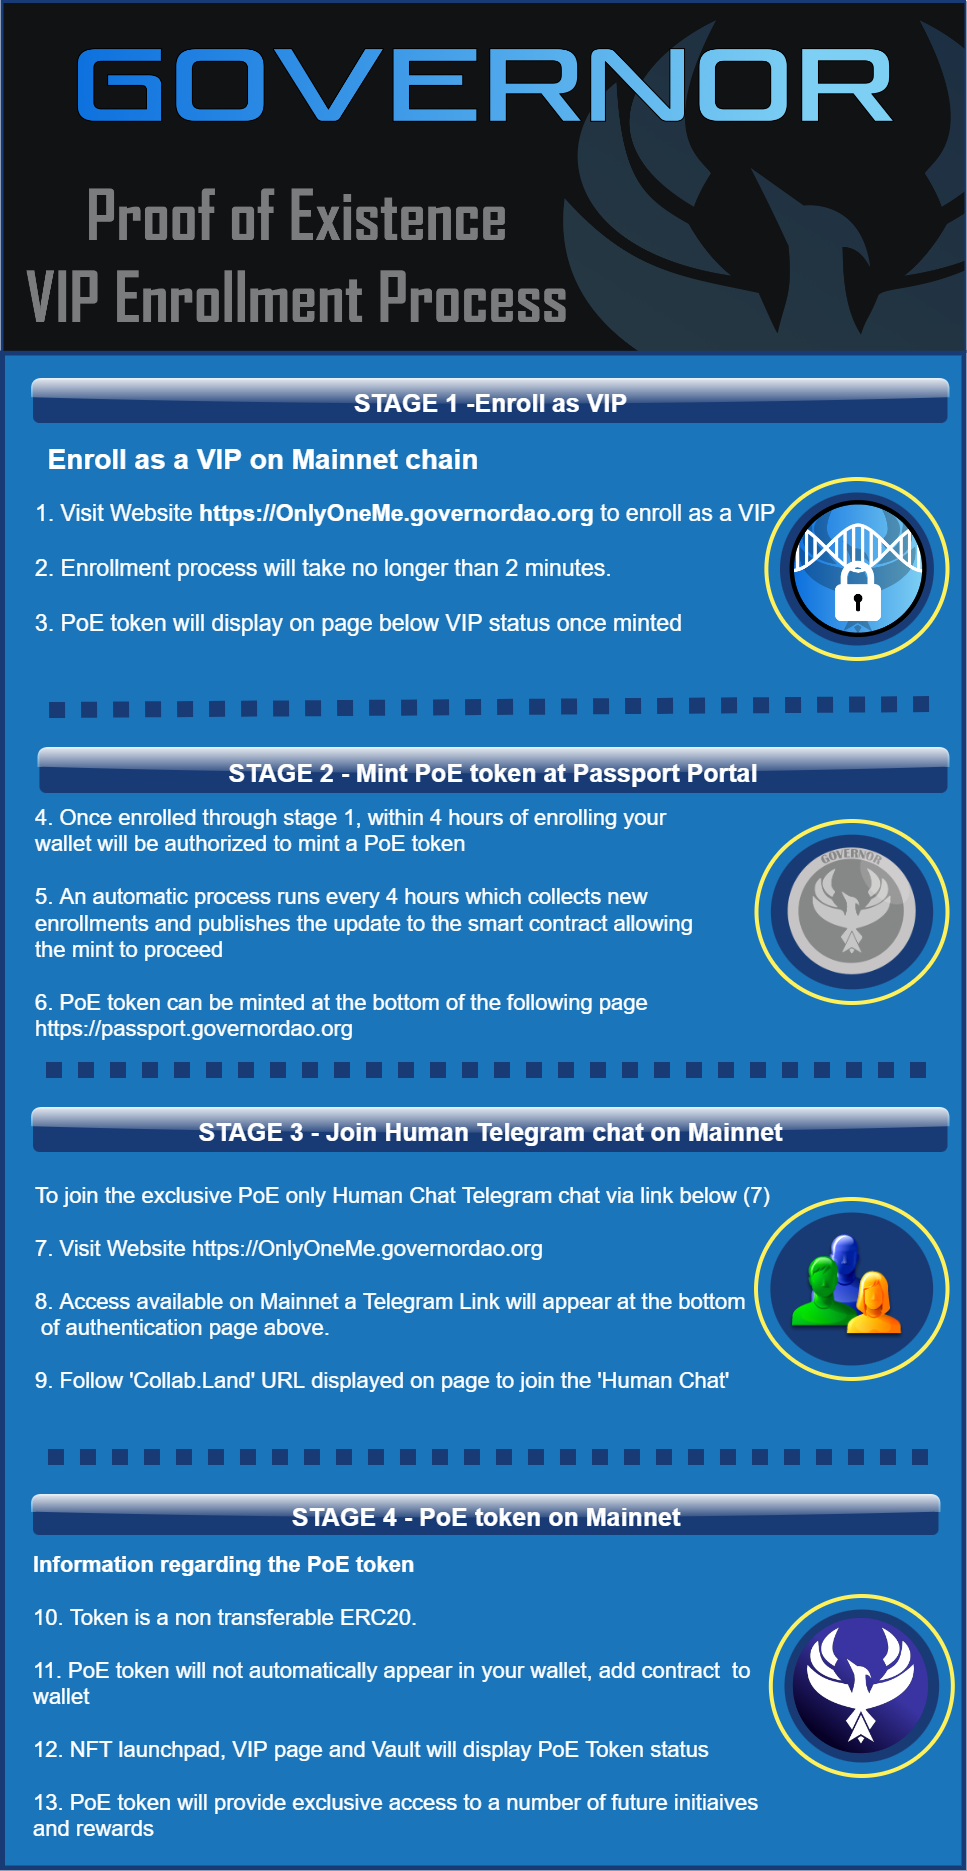 GOVERNOR
Proof of Existence
VIP Enrollment Process
STAGE 1 -Enroll as VIP
Enroll as a VIP on Mainnet chain
1. Visit Website https://OnlyOneMe.governordao.org to enroll as a VIP
2. Enrollment process will take no longer than 2 minutes.
3. PoE token will display on page below VIP status once minted
STAGE 2 - Mint PoE token at Passport Portal
4. Once enrolled through stage 1, within 4 hours of enrolling your
wallet will be authorized to mint a PoE token
GOVERNOR
5. An automatic process runs every 4 hours which collects new
enrollments and publishes the update to the smart contract allowing
the mint to proceed
6. PoE token can be minted at the bottom of the following page
https://passport.governordao.org
STAGE 3 - Join Human Telegram chat on Mainnet
To join the exclusive PoE only Human Chat Telegram chat via link below (7)
7. Visit Website https://OnlyOneMe.governordao.org
8. Access available on Mainnet a Telegram Link will appear at the bottom
of authentication page above.
9. Follow 'Collab.Land' URL displayed on page to join the 'Human Chat'
STAGE 4 - PoE token on Mainnet
Information regarding the PoE token
10. Token is a non transferable ERC20.
11. PoE token will not automatically appear in your wallet, add contract  to
wallet
12. NFT launchpad, VIP page and Vault will display PoE Token status
13. PoE token will provide exclusive access to a number of future initiaives
and rewards